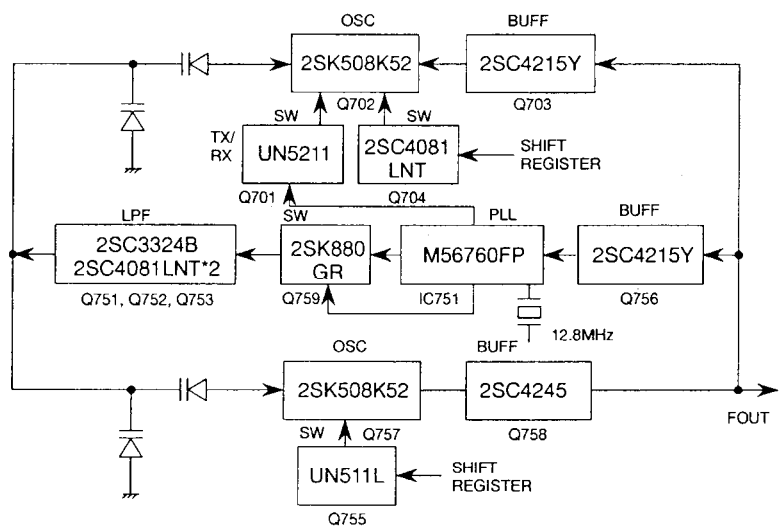 OSC
BUFF
2SK508K52
2SC4215Y
Q702
Q703
TX/
RX
SW
UN5211
Q701
SW
2SC4081
LNT
Q704
SHIFT
REGISTER
LPF
2SC3324B
2SC4081LNT*2
Q751, Q752, Q753
SW
2SK880
GR
Q759
PLL
M56760FP
IC751
BUFF
2SC4215Y
Q756
12.8MHz
OSC
BUFF
2SK508K52
2SC4245
Q757
Q758
FOUT
SW
UN511L
Q755
SHIFT
REGISTER